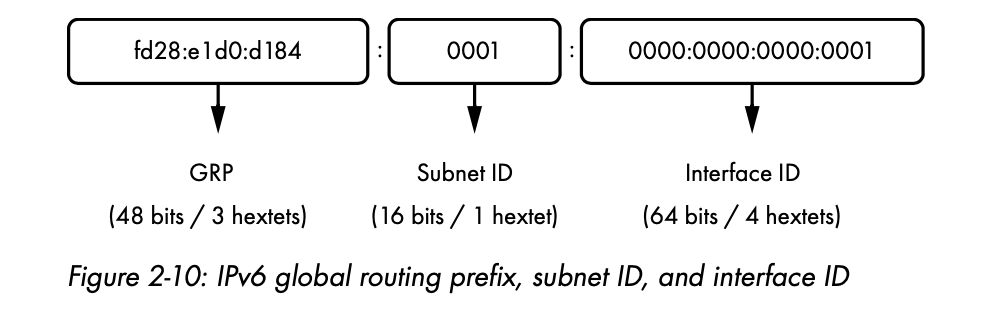 fd28:e1d0:d184 : 0001 : 0000:0000:0000:0001
GRP Subnet ID Interface ID
(48 bits / 3 hextets) (16 bits / 1 hextet) (64 bits / 4 hextets)
Figure 2-10: IPv6 global routing prefix, subnet ID, and interface ID